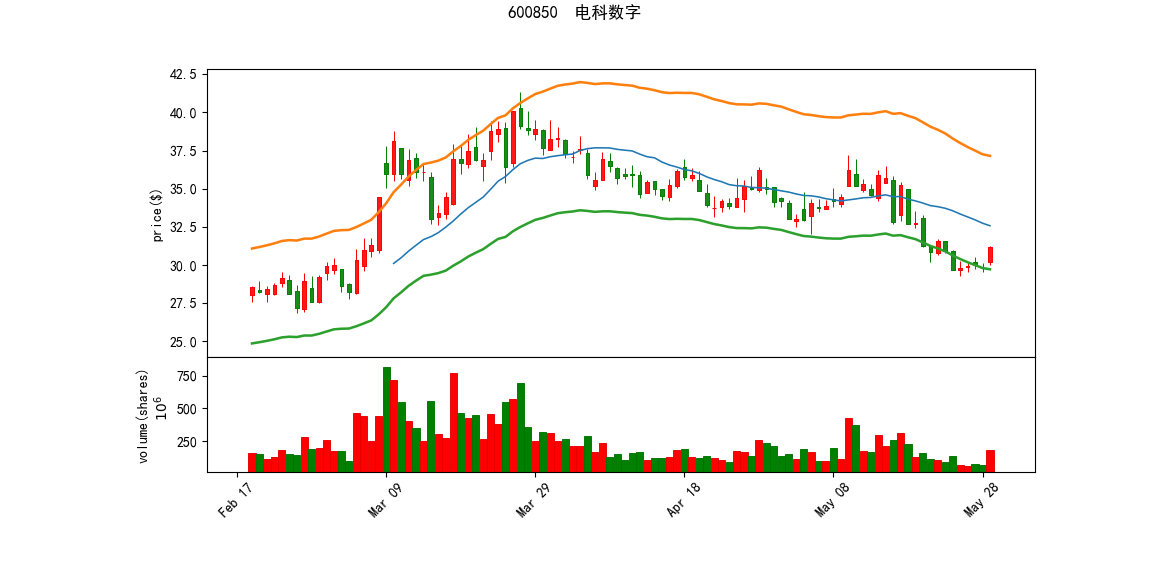 600850 电科数字
42.5
40.0
37.5
35.0
32.5
30.0
27.5
25.0
price($)
750
500
250
volume(shares)
10^6
Feb 17
Mar 09
Mar 29
Apr 18
May 08
May 28